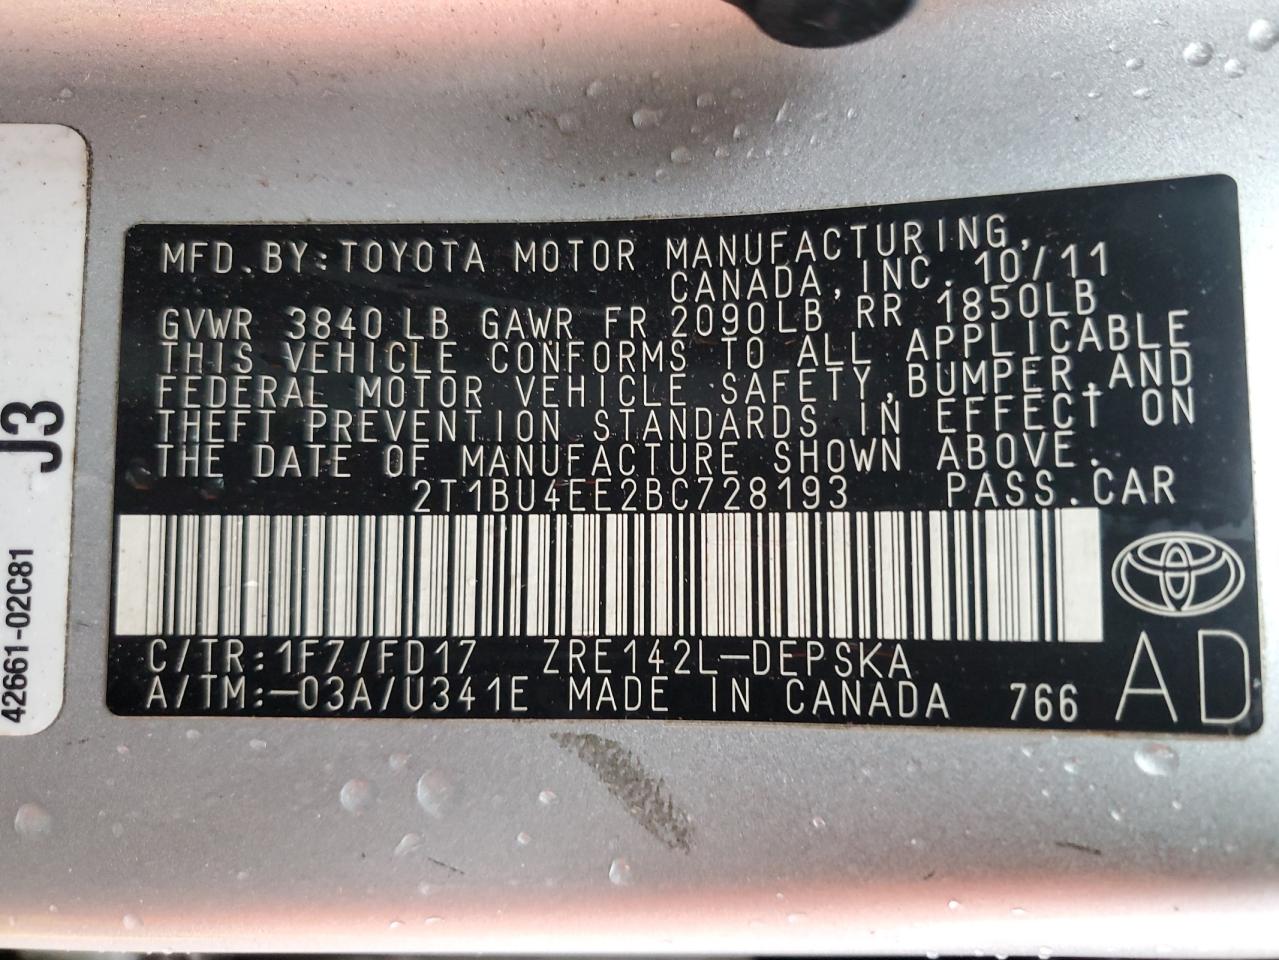 MFD.BY:TOYOTA MOTOR MANUFACTURING,
CANADA,INC. 10/11
GVWR 3840LB GAWR FR 2090LB RR 1850LB
THIS VEHICLE CONFORMS TO ALL APPLICABLE
FEDERAL MOTOR VEHICLE SAFETY,BUMPER,AND
THEFT PREVENTION STANDARDS IN EFFECT ON
THE DATE OF MANUFACTURE SHOWN ABOVE.
2T1BU4EE2BC728193 PASS.CAR
C/TR:1F7/FD17 ZRE142L-DEPSKA
A/TM:-03A/U341E MADE IN CANADA 766
AD
J3
42661-02C81